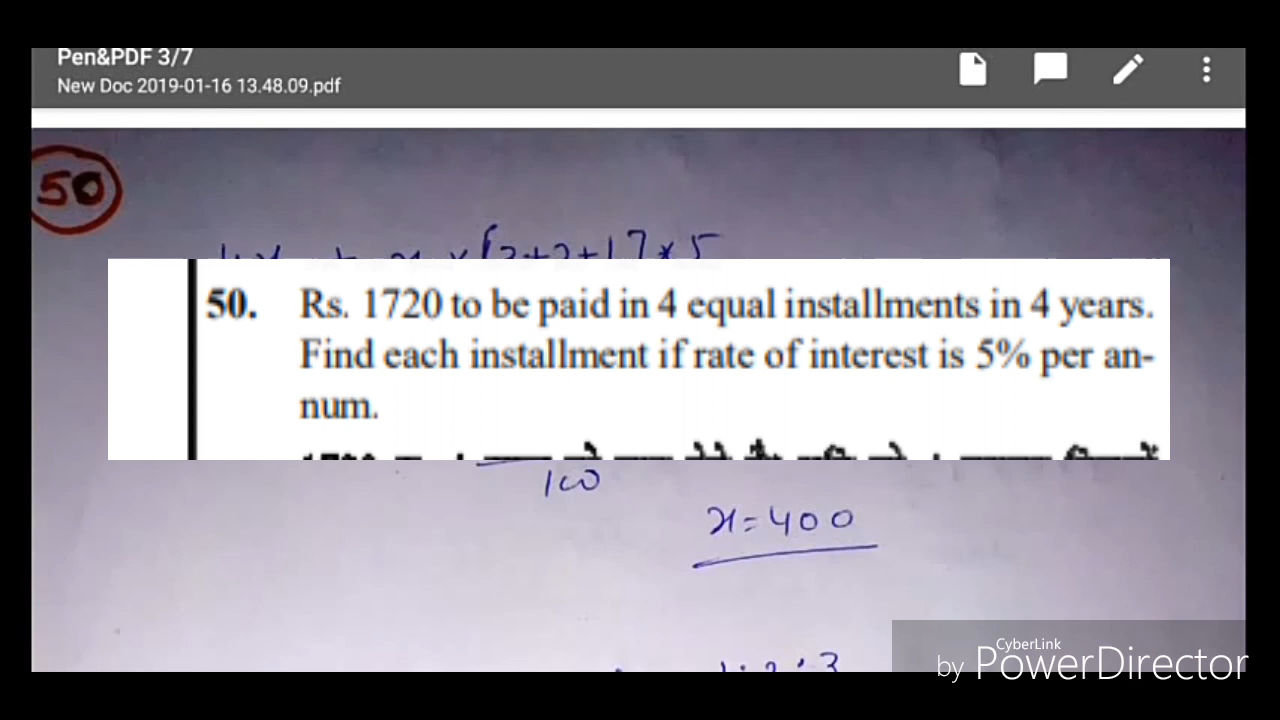 Pen&PDF 3/7
New Doc 2019-01-16 13.48.09.pdf
50
50. Rs. 1720 to be paid in 4 equal installments in 4 years.
Find each installment if rate of interest is 5% per an-
num.
100
x=400
CyberLink
by PowerDirector